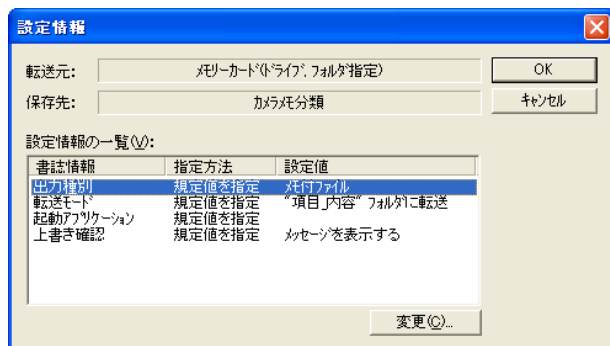 設定情報
転送元: ﾒﾓﾘｰｶｰﾄﾞ(ﾄﾞﾗｲﾌﾞ, ﾌｫﾙﾀﾞ指定) OK
保存先: ｶﾒﾗﾒﾓ分類 ｷｬﾝｾﾙ
設定情報の一覧(V):
書誌情報 指定方法 設定値
出力種別 規定値を指定 ﾒﾓ付ﾌｧｲﾙ
転送ﾓｰﾄﾞ 規定値を指定 "項目_内容" ﾌｫﾙﾀﾞに転送
起動ｱﾌﾟﾘｹｰｼｮﾝ 規定値を指定
上書き確認 規定値を指定 ﾒｯｾｰｼﾞを表示する
変更(C)...